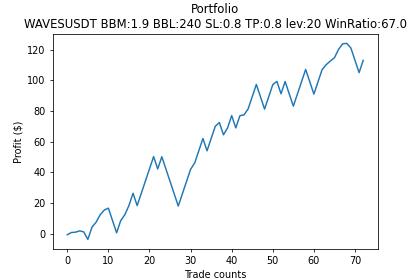 Portfolio
WAVESUSDT BBM:1.9 BBL:240 SL:0.8 TP:0.8 lev:20 WinRatio:67.0
120
100
80
60
40
20
0
Profit ($)
0 10 20 30 40 50 60 70
Trade counts